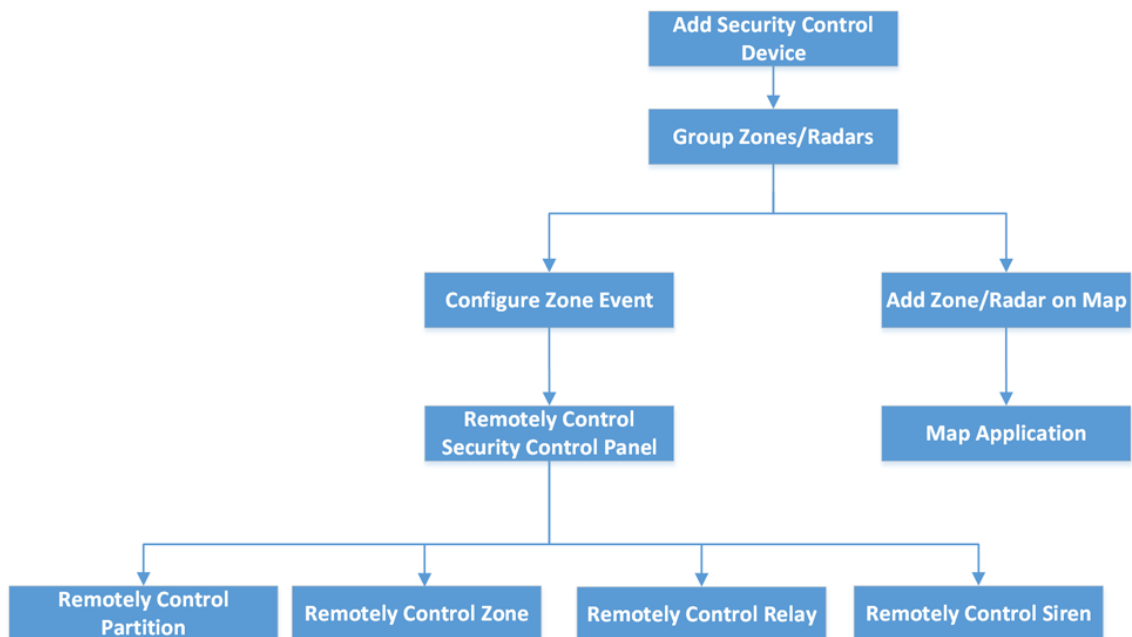 Add Security Control
Device
Group Zones/Radars
Configure Zone Event
Add Zone/Radar on Map
Remotely Control
Security Control Panel
Map Application
Remotely Control
Partition
Remotely Control Zone
Remotely Control Relay
Remotely Control Siren